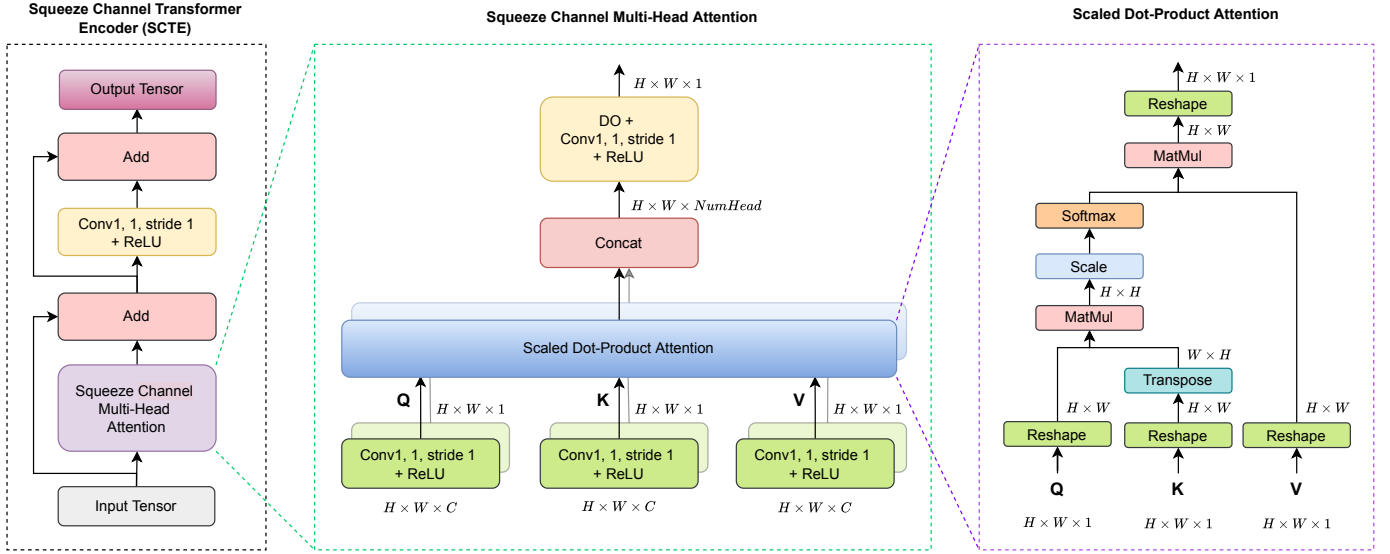 Squeeze Channel Transformer
Encoder (SCTE)
Output Tensor
Add
Conv1, 1, stride 1
+ ReLU
Add
Squeeze Channel
Multi-Head
Attention
Input Tensor
Squeeze Channel Multi-Head Attention
H × W × 1
DO +
Conv1, 1, stride 1
+ ReLU
H × W × NumHead
Concat
Scaled Dot-Product Attention
Q
H × W × 1
K
H × W × 1
V
H × W × 1
Conv1, 1, stride 1
+ ReLU
Conv1, 1, stride 1
+ ReLU
Conv1, 1, stride 1
+ ReLU
H × W × C
H × W × C
H × W × C
Scaled Dot-Product Attention
H × W × 1
Reshape
H × W
MatMul
Softmax
Scale
H × H
MatMul
W × H
Transpose
H × W
H × W
H × W
Reshape
Reshape
Reshape
Q
K
V
H × W × 1
H × W × 1
H × W × 1